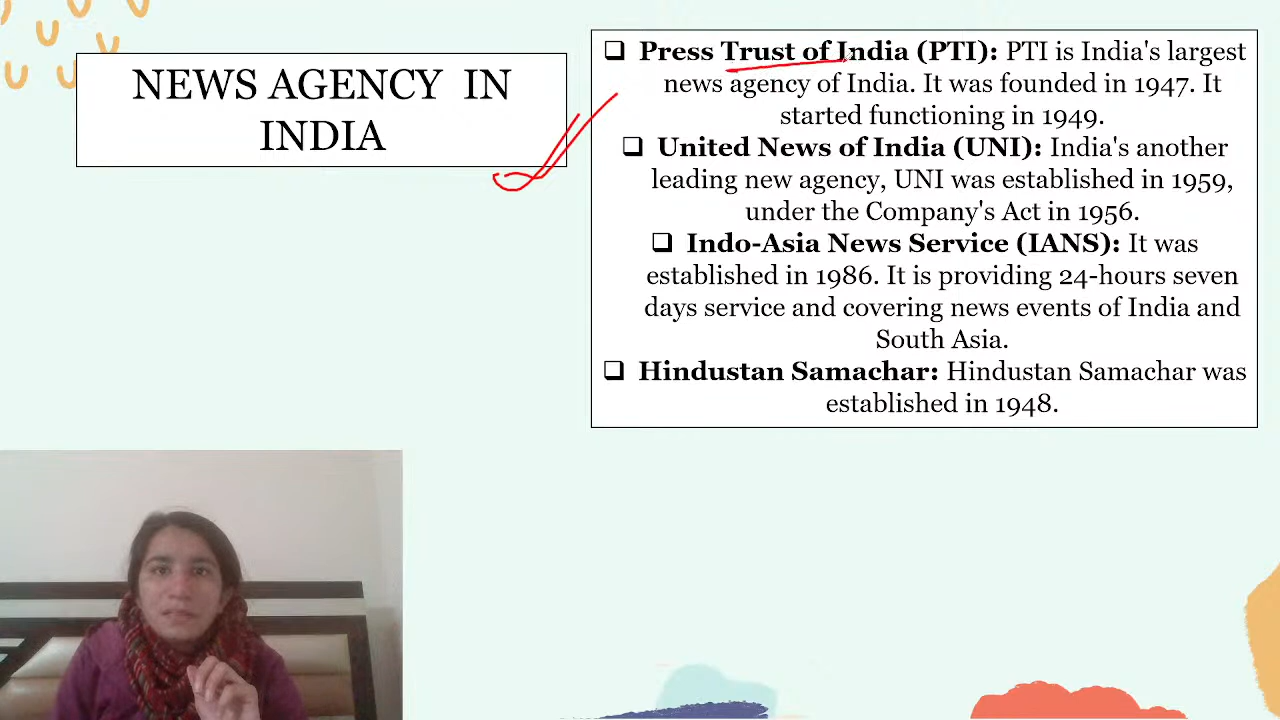 NEWS AGENCY IN
INDIA
❑ Press Trust of India (PTI): PTI is India's largest
news agency of India. It was founded in 1947. It
started functioning in 1949.
❑ United News of India (UNI): India's another
leading new agency, UNI was established in 1959,
under the Company's Act in 1956.
❑ Indo-Asia News Service (IANS): It was
established in 1986. It is providing 24-hours seven
days service and covering news events of India and
South Asia.
❑ Hindustan Samachar: Hindustan Samachar was
established in 1948.